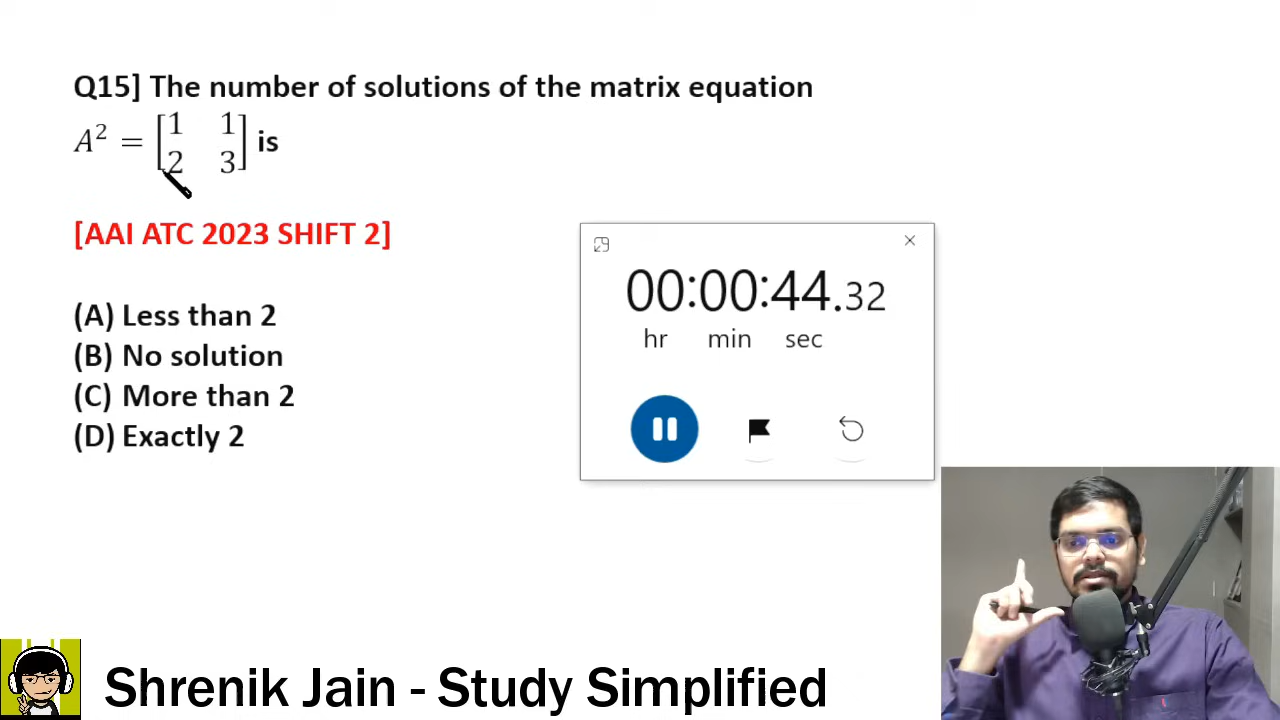 Q15] The number of solutions of the matrix equation
A² = [1 1
2 3] is
[AAI ATC 2023 SHIFT 2]
(A) Less than 2
(B) No solution
(C) More than 2
(D) Exactly 2
00:00:44.32
hr min sec
Shrenik Jain - Study Simplified